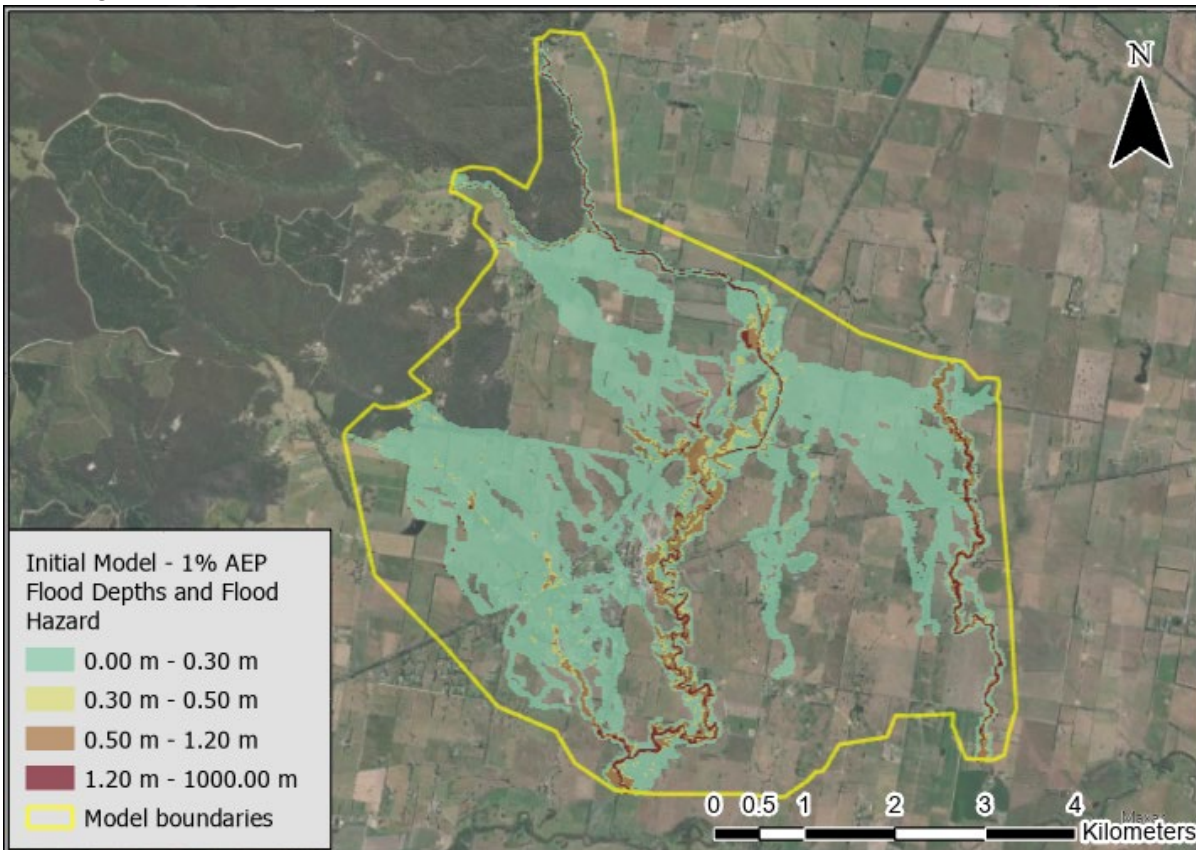 N
Initial Model - 1% AEP
Flood Depths and Flood
Hazard
0.00 m - 0.30 m
0.30 m - 0.50 m
0.50 m - 1.20 m
1.20 m - 1000.00 m
Model boundaries
0 0.5 1 2 3 4
Kilometers